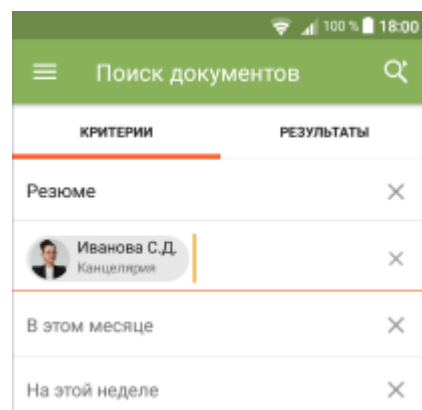 100 % 18:00
Поиск документов
КРИТЕРИИ РЕЗУЛЬТАТЫ
Резюме
Иванова С.Д.
Канцелярия
В этом месяце
На этой неделе